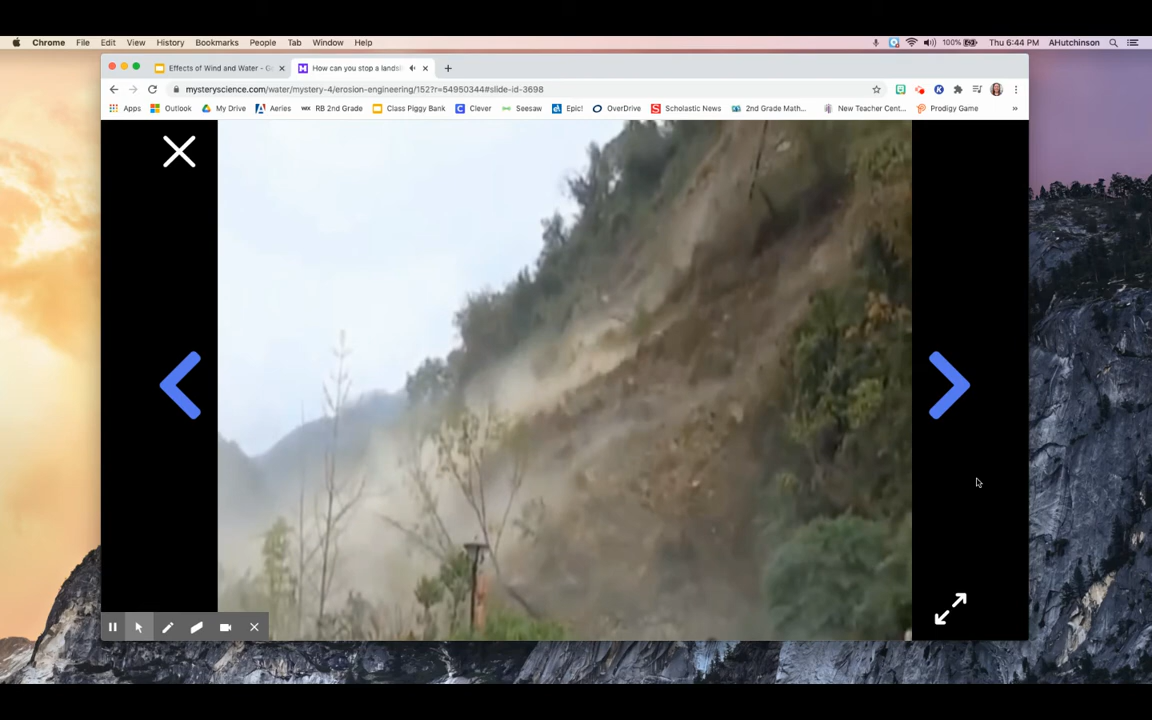 Chrome File Edit View History Bookmarks People Tab Window Help 100% Thu 6:44 PM AHutchinson
Effects of Wind and Water - Go How can you stop a landsl
mysteryscience.com/water/mystery-4/erosion-engineering/152?r=54950344#slide-id-3698
Apps Outlook My Drive Aeries RB 2nd Grade Class Piggy Bank Clever Seesaw Epic! OverDrive Scholastic News 2nd Grade Math... New Teacher Cent... Prodigy Game »